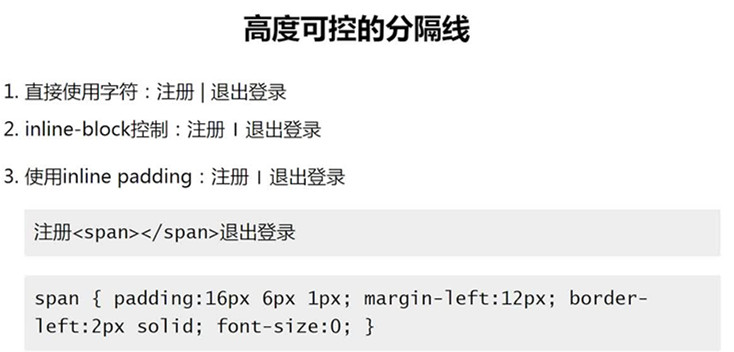 高度可控的分隔线
1. 直接使用字符：注册 | 退出登录
2. inline-block控制：注册 I 退出登录
3. 使用inline padding：注册 I 退出登录
注册<span></span>退出登录
span { padding:16px 6px 1px; margin-left:12px; border-
left:2px solid; font-size:0; }